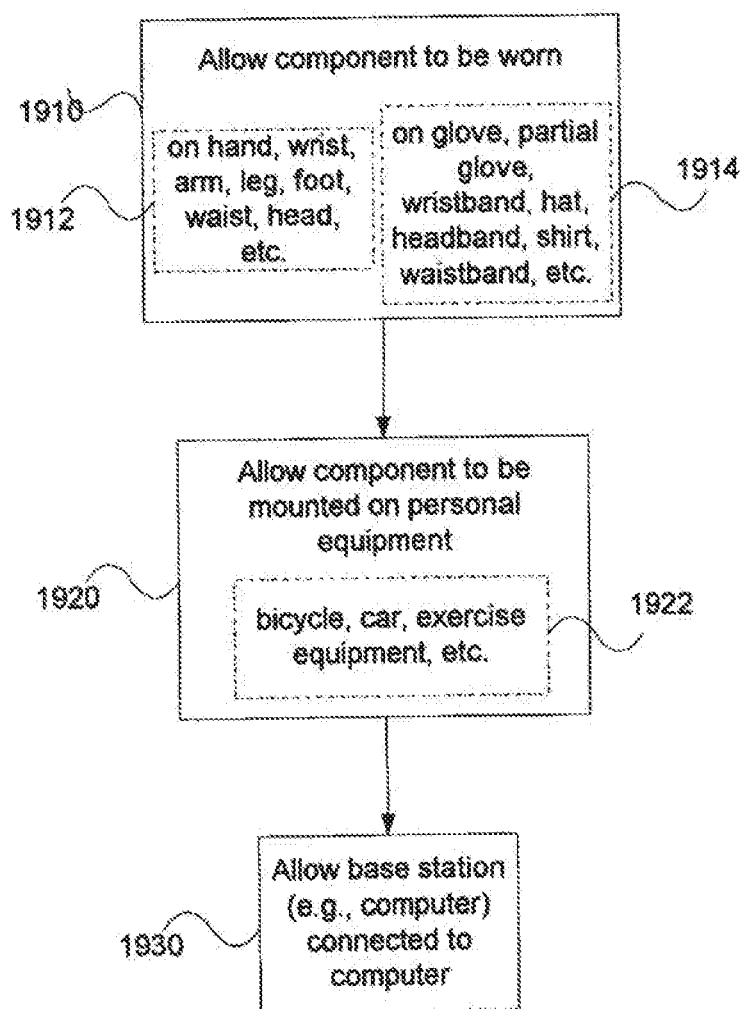 Allow component to be worn
1910
on hand, wrist,
arm, leg, foot,
waist, head,
etc.
1912
on glove, partial
glove,
wristband, hat,
headband, shirt,
waistband, etc.
1914
Allow component to be
mounted on personal
equipment
1920
bicycle, car, exercise
equipment, etc.
1922
Allow base station
(e.g., computer)
connected to
computer
1930